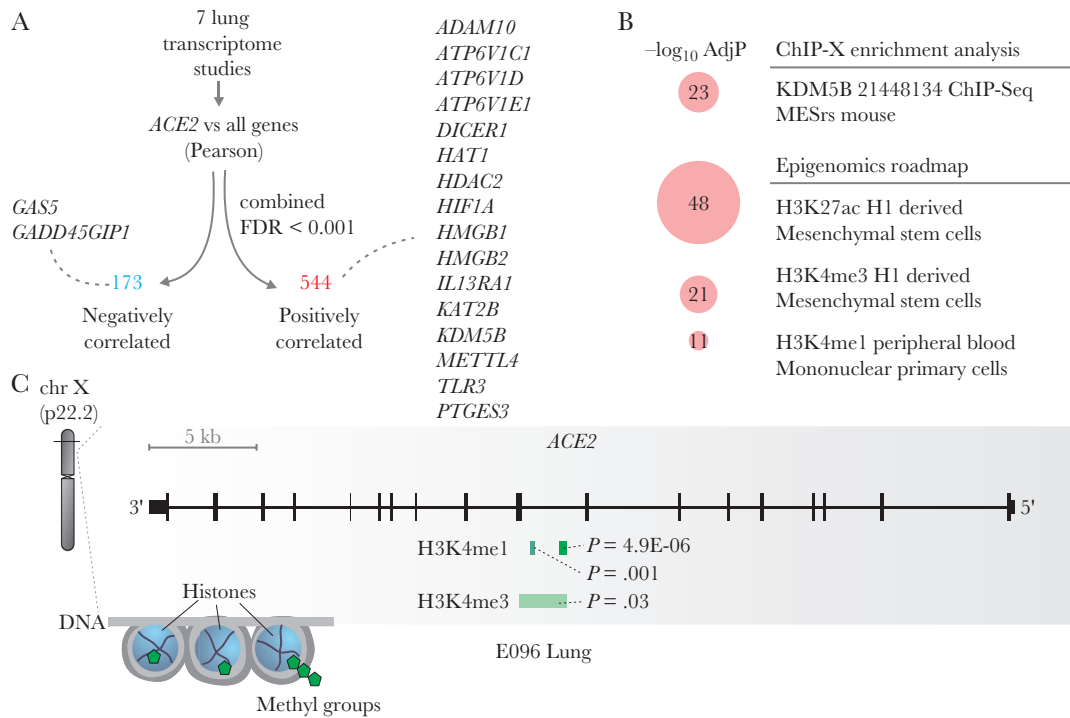 A
7 lung
transcriptome
studies
ACE2 vs all genes
(Pearson)
combined
FDR < 0.001
GAS5
GADD45GIP1
173
544
Negatively
correlated
Positively
correlated
ADAM10
ATP6V1C1
ATP6V1D
ATP6V1E1
DICER1
HAT1
HDAC2
HIF1A
HMGB1
HMGB2
IL13RA1
KAT2B
KDM5B
METTL4
TLR3
PTGES3
B
–log10 AdjP
ChIP-X enrichment analysis
23
KDM5B 21448134 ChIP-Seq
MESrs mouse
Epigenomics roadmap
48
H3K27ac H1 derived
Mesenchymal stem cells
21
H3K4me3 H1 derived
Mesenchymal stem cells
11
H3K4me1 peripheral blood
Mononuclear primary cells
C
chr X
(p22.2)
5 kb
ACE2
3'
5'
H3K4me1
P = 4.9E-06
P = .001
H3K4me3
P = .03
Histones
DNA
E096 Lung
Methyl groups